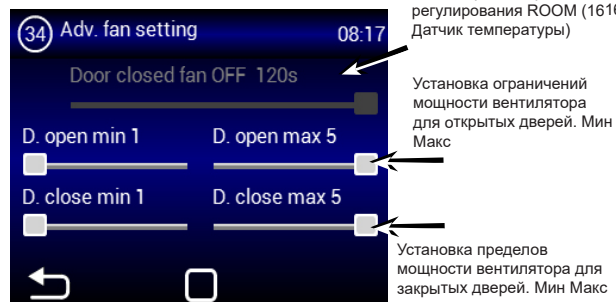 34 Adv. fan setting 08:17
Door closed fan OFF 120s
D. open min 1 D. open max 5
D. close min 1 D. close max 5
регулирования ROOM (1616
Датчик температуры)
Установка ограничений
мощности вентилятора
для открытых дверей. Мин
Макс
Установка пределов
мощности вентилятора для
закрытых дверей. Мин Макс